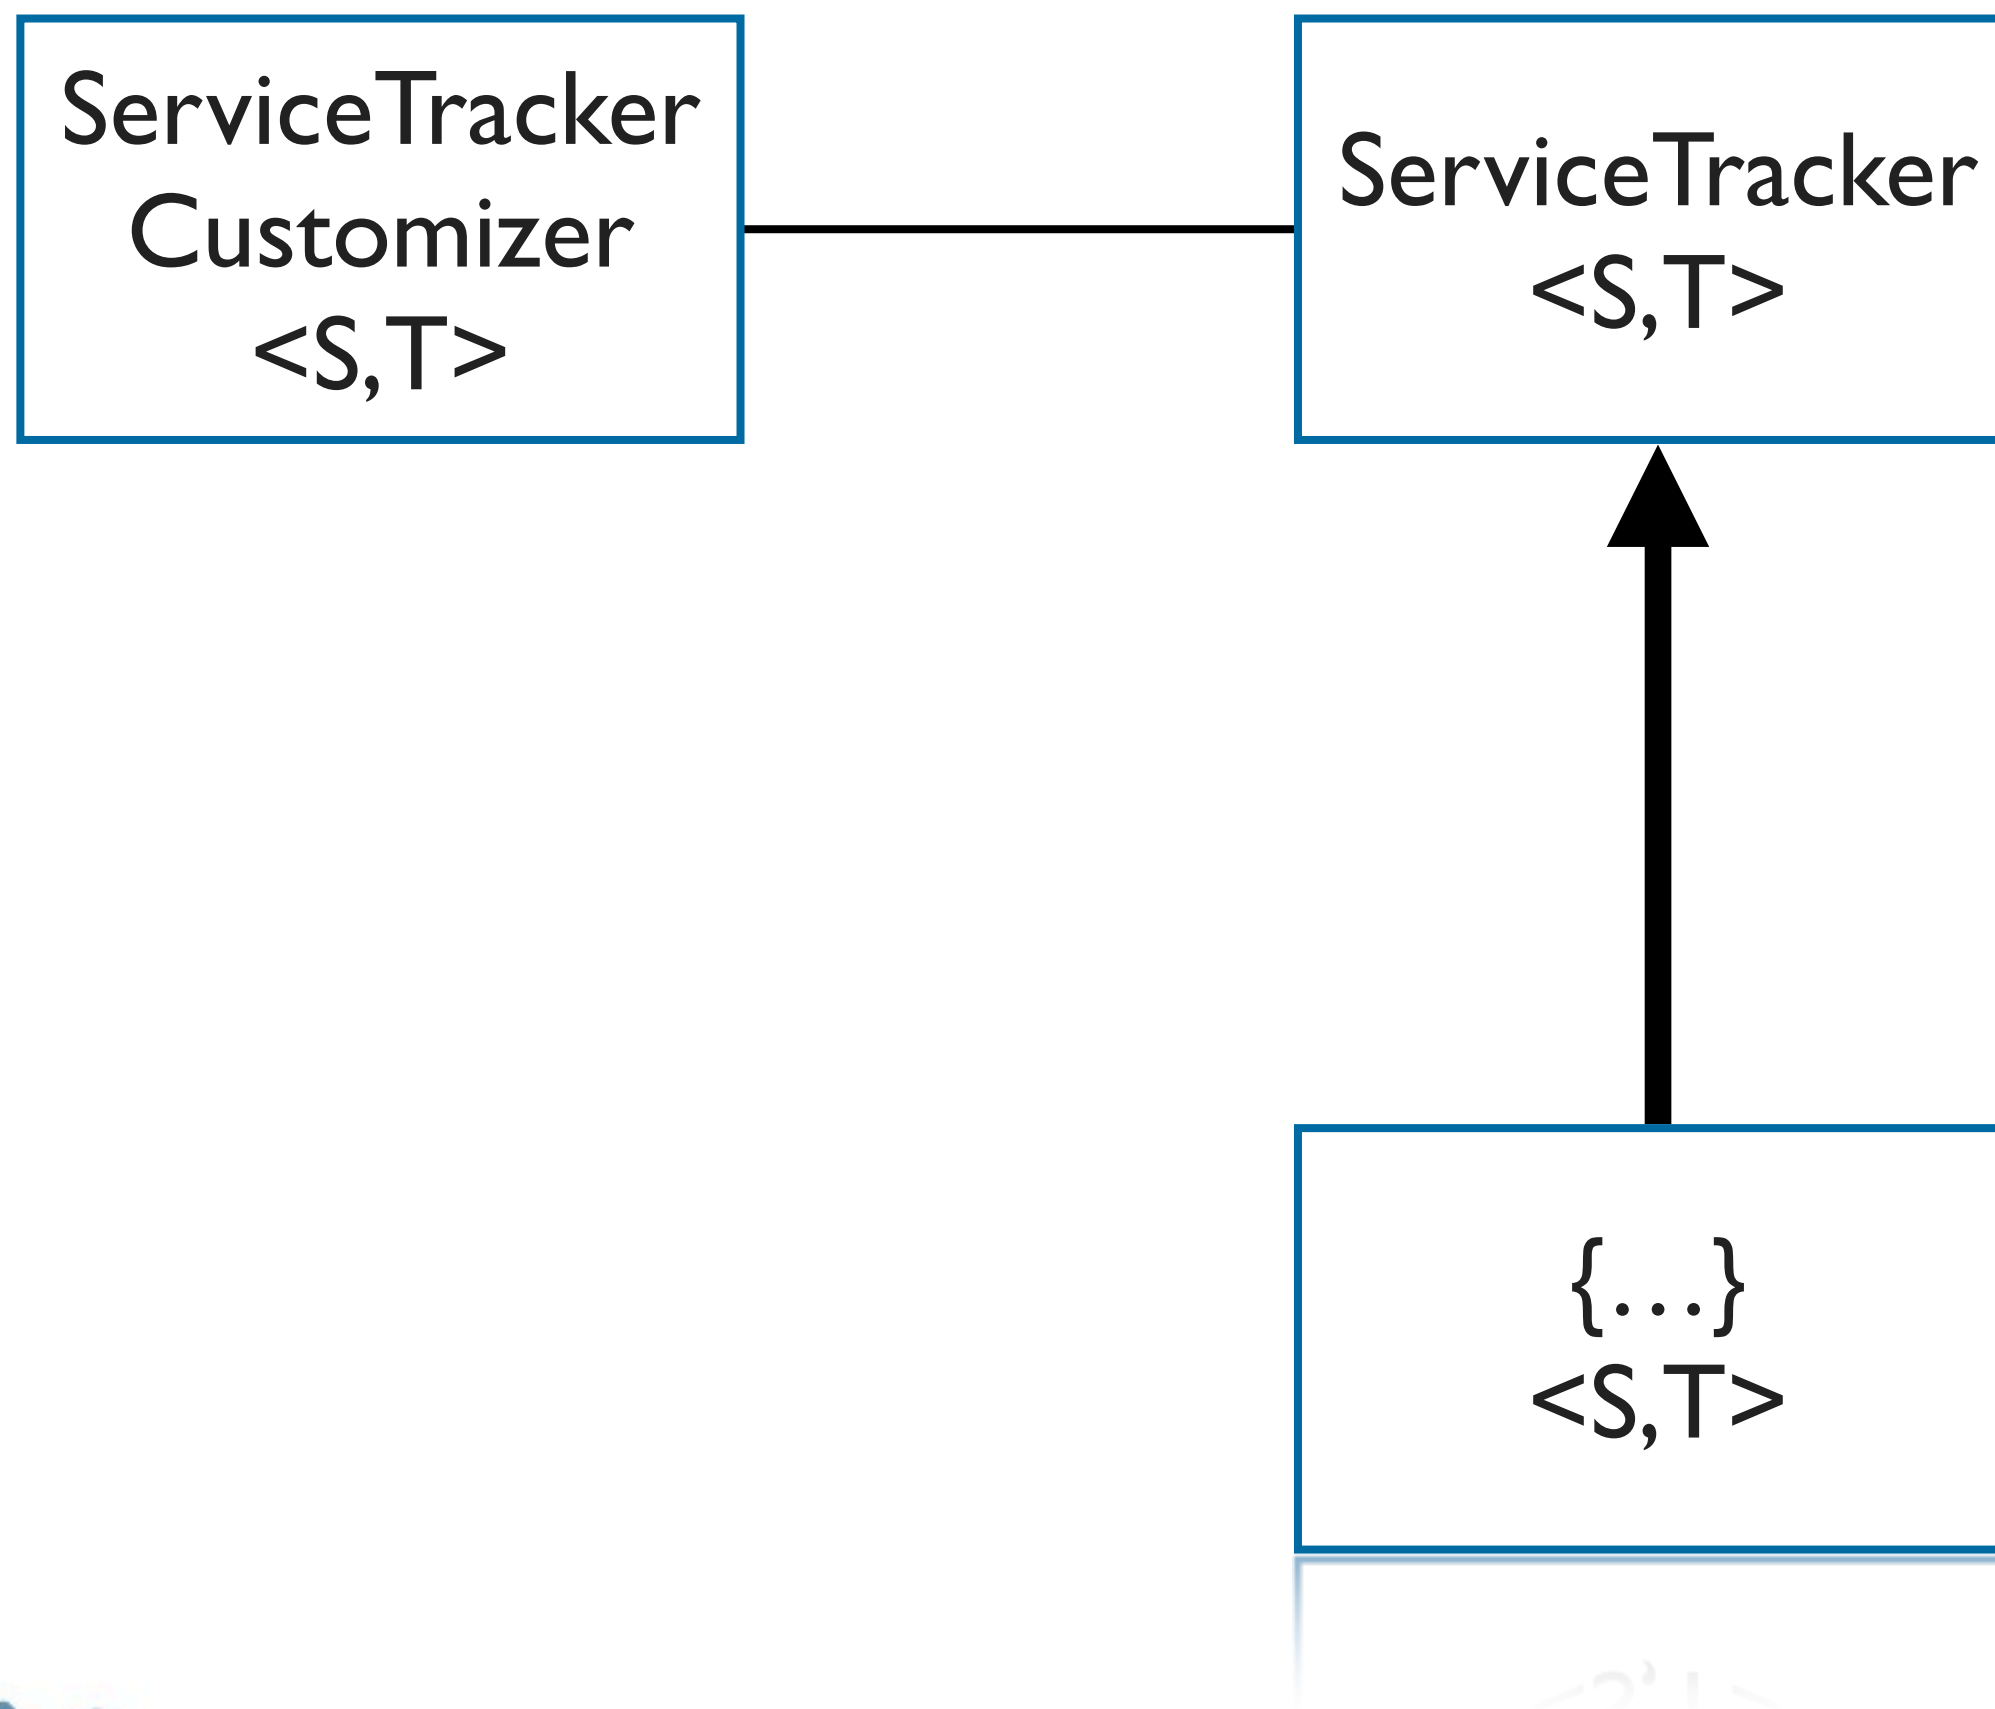 ServiceTracker
Customizer
<S,T>
ServiceTracker
<S,T>
{…}
<S,T>